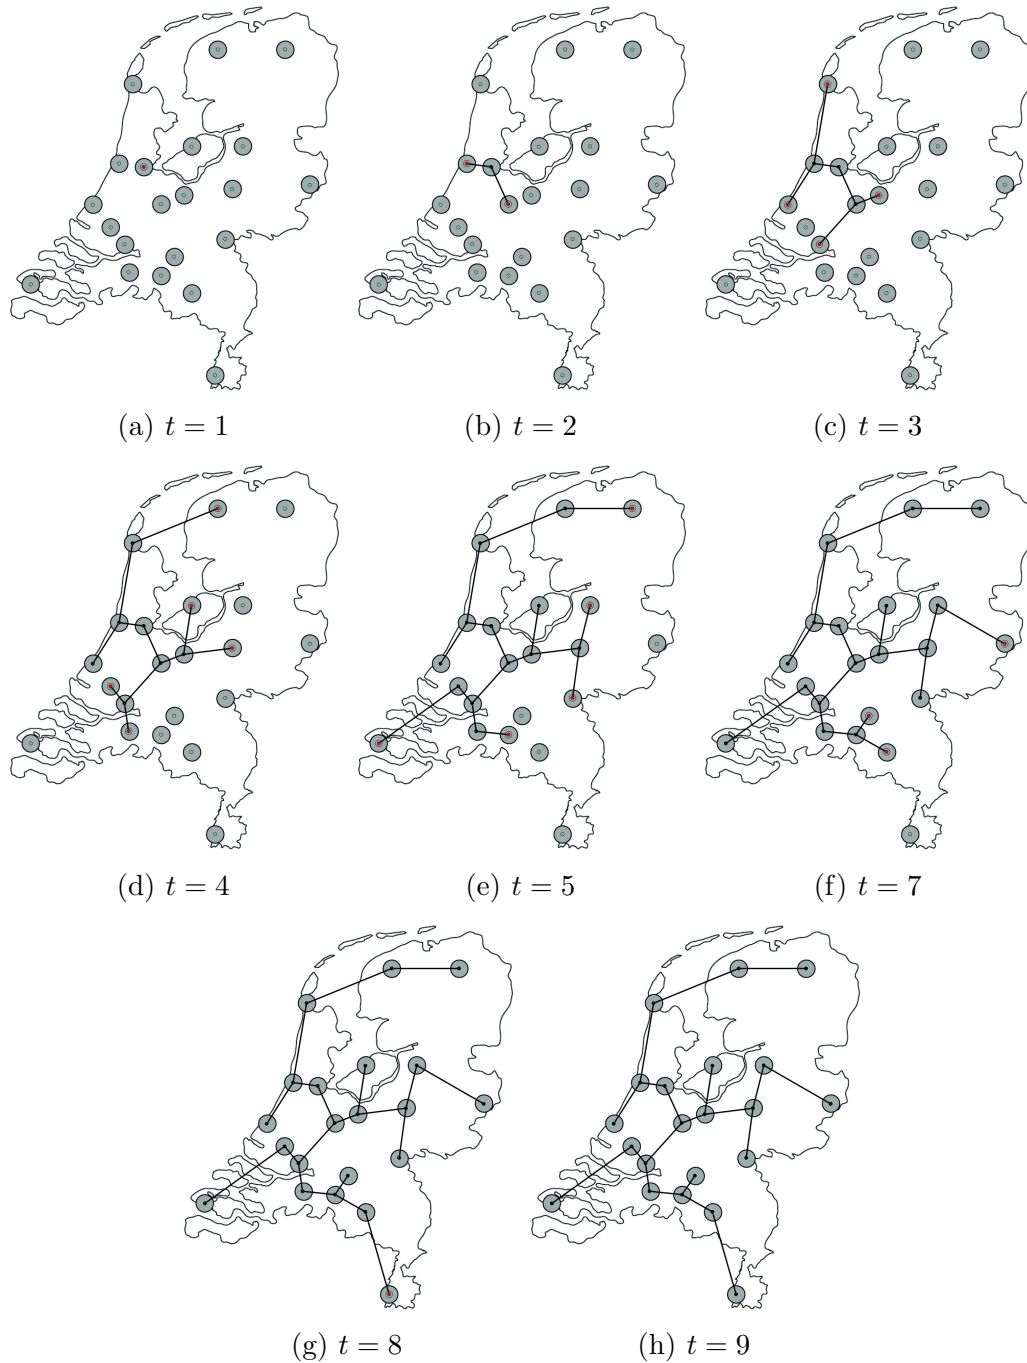 (a) t = 1
(b) t = 2
(c) t = 3
(d) t = 4
(e) t = 5
(f) t = 7
(g) t = 8
(h) t = 9